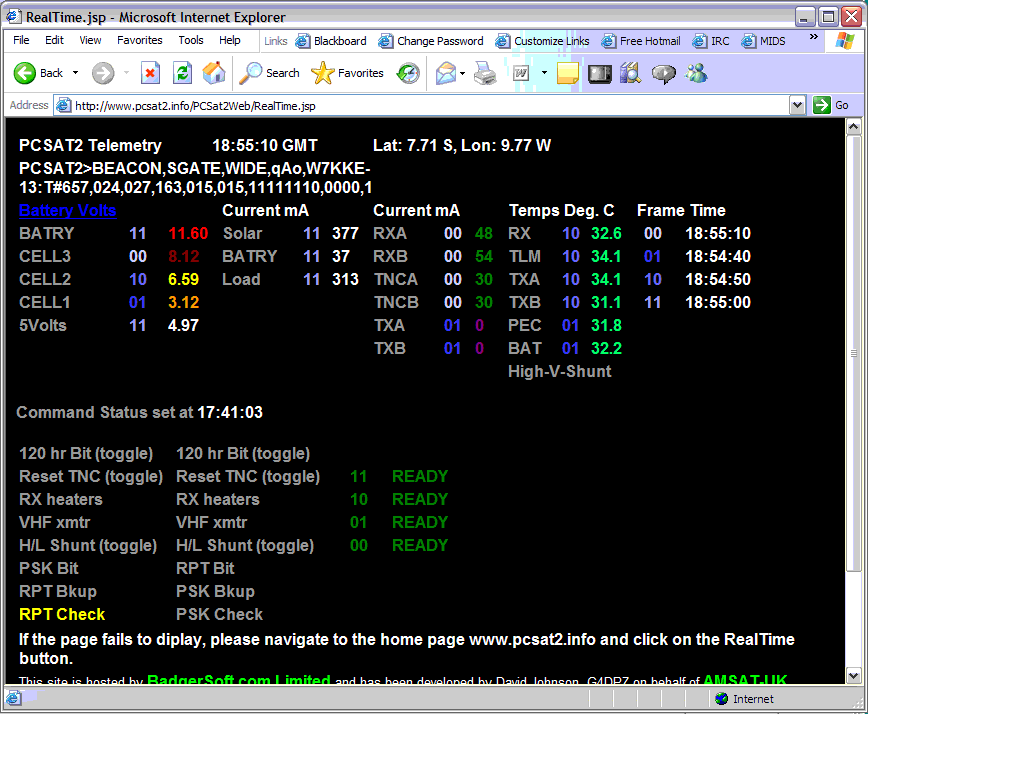 RealTime.jsp - Microsoft Internet Explorer
File Edit View Favorites Tools Help Links Blackboard Change Password Customize Links Free Hotmail IRC MIDS »
Back Search Favorites
Address http://www.pcsat2.info/PCSat2Web/RealTime.jsp Go
PCSAT2 Telemetry 18:55:10 GMT Lat: 7.71 S, Lon: 9.77 W
PCSAT2>BEACON,SGATE,WIDE,qAo,W7KKE-
13:T#657,024,027,163,015,015,11111110,0000,1
Battery Volts Current mA Current mA Temps Deg. C Frame Time
BATRY 11 11.60 Solar 11 377 RXA 00 48 RX 10 32.6 00 18:55:10
CELL3 00 8.12 BATRY 11 37 RXB 00 54 TLM 10 34.1 01 18:54:40
CELL2 10 6.59 Load 11 313 TNCA 00 30 TXA 10 34.1 10 18:54:50
CELL1 01 3.12 TNCB 00 30 TXB 10 31.1 11 18:55:00
5Volts 11 4.97 TXA 01 0 PEC 01 31.8
TXB 01 0 BAT 01 32.2
High-V-Shunt
Command Status set at 17:41:03
120 hr Bit (toggle) 120 hr Bit (toggle)
Reset TNC (toggle) Reset TNC (toggle) 11 READY
RX heaters RX heaters 10 READY
VHF xmtr VHF xmtr 01 READY
H/L Shunt (toggle) H/L Shunt (toggle) 00 READY
PSK Bit RPT Bit
RPT Bkup PSK Bkup
RPT Check PSK Check
If the page fails to diplay, please navigate to the home page www.pcsat2.info and click on the RealTime
button.
This site is hosted by BadgerSoft.com Limited and has been developed by David Johnson, G4DPZ on behalf of AMSAT-UK
Internet